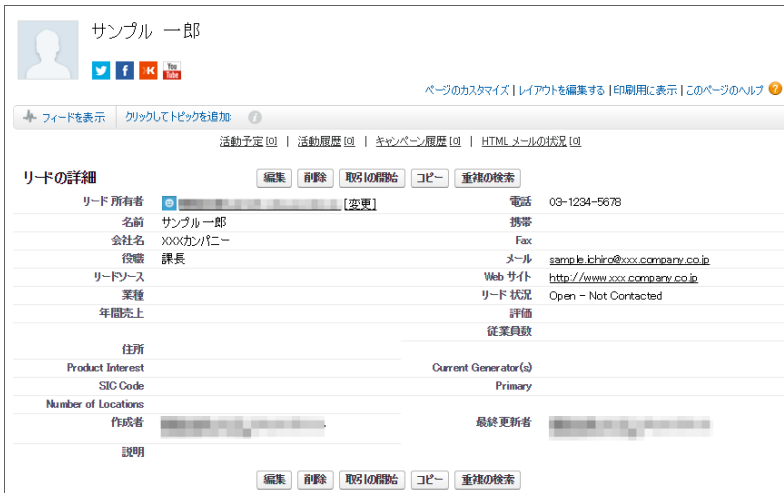 サンプル 一郎
You Tube
ページのカスタマイズ | レイアウトを編集する | 印刷用に表示 | このページのヘルプ ?
フィードを表示 クリックしてトピックを追加: i
活動予定 [0] | 活動履歴 [0] | キャンペーン履歴 [0] | HTML メールの状況 [0]
リードの詳細 編集 削除 取引の開始 コピー 重複の検索
リード 所有者 [変更] 電話 03-1234-5678
名前 サンプル 一郎 携帯
会社名 XXXカンパニー Fax
役職 課長 メール sample.ichiro@xxx.company.co.jp
リードソース Web サイト http://www.xxx.company.co.jp
業種 リード 状況 Open - Not Contacted
年間売上 評価
従業員数
住所
Product Interest Current Generator(s)
SIC Code Primary
Number of Locations
作成者 最終更新者
説明
編集 削除 取引の開始 コピー 重複の検索